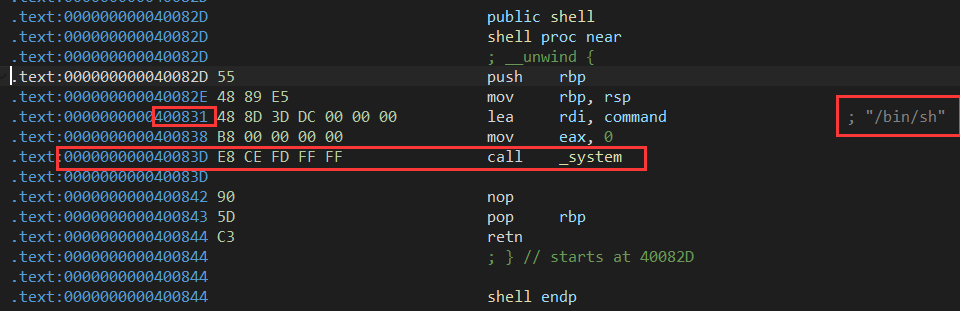 .text:000000000040082D public shell
.text:000000000040082D shell proc near
.text:000000000040082D ; __unwind {
.text:000000000040082D 55 push rbp
.text:000000000040082E 48 89 E5 mov rbp, rsp
.text:0000000000400831 48 8D 3D DC 00 00 00 lea rdi, command ; "/bin/sh"
.text:0000000000400838 B8 00 00 00 00 mov eax, 0
.text:000000000040083D E8 CE FD FF FF call _system
.text:000000000040083D
.text:0000000000400842 90 nop
.text:0000000000400843 5D pop rbp
.text:0000000000400844 C3 retn
.text:0000000000400844 ; } // starts at 40082D
.text:0000000000400844
.text:0000000000400844 shell endp